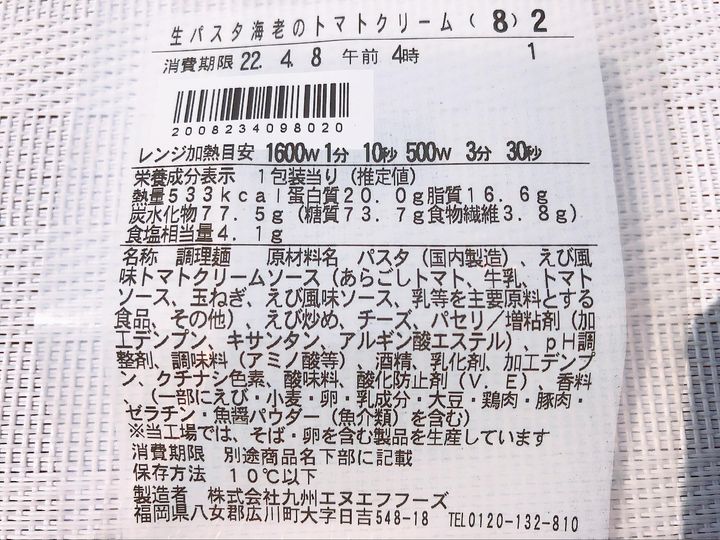 生パスタ海老のトマトクリーム( 8)2
消費期限 22. 4. 8 午前 4時 1
2008234098020
レンジ加熱目安 1600W 1分 10秒 500W 3分 30秒
栄養成分表示 1包装当り (推定値)
熱量533kcal蛋白質20.0g脂質16.6g
炭水化物77.5g(糖質73.7g食物繊維3.8g)
食塩相当量4.1g
名称 調理麺 原材料名 パスタ(国内製造)、えび風
味トマトクリームソース(あらごしトマト、牛乳、トマト
ソース、玉ねぎ、えび風味ソース、乳等を主要原料とする
食品、その他)、えび炒め、チーズ、パセリ/増粘剤(加
工デンプン、キサンタン、アルギン酸エステル)、pH調
整剤、調味料(アミノ酸等)、酒精、乳化剤、加工デンプ
ン、クチナシ色素、酸味料、酸化防止剤(V.E)、香料
、(一部にえび・小麦・卵・乳成分・大豆・鶏肉・豚肉・
ゼラチン・魚醤パウダー(魚介類)を含む)
※当工場では、そば・卵を含む製品を生産しています
消費期限 別途商品名下部に記載
保存方法 10℃以下
製造者 株式会社九州エヌエフフーズ
福岡県八女郡広川町大字日吉548-18 TEL0120-132-810